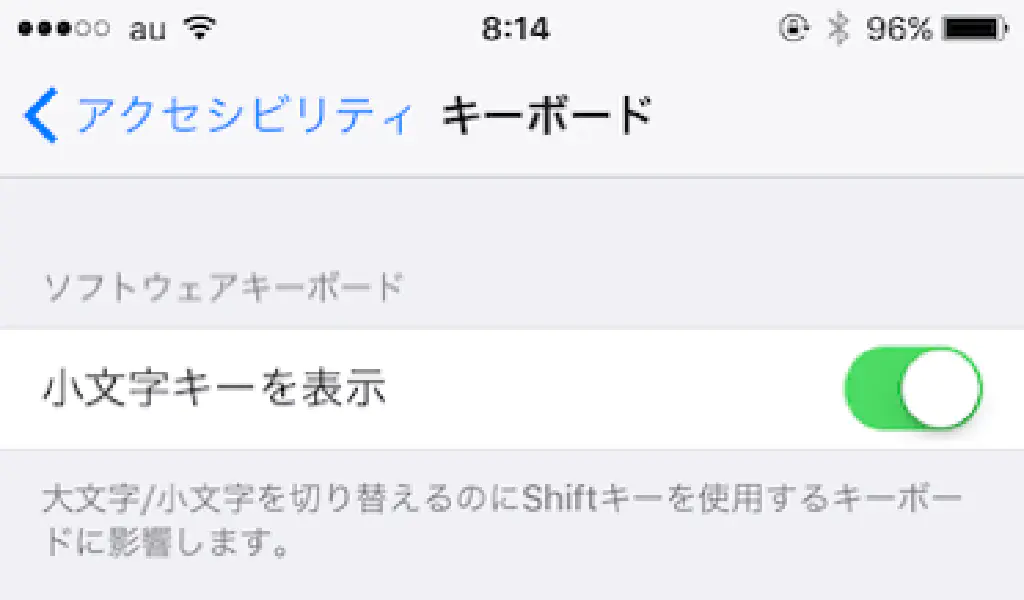 au 8:14 96%
アクセシビリティ キーボード
ソフトウェアキーボード
小文字キーを表示
大文字/小文字を切り替えるのにShiftキーを使用するキーボー
ドに影響します。